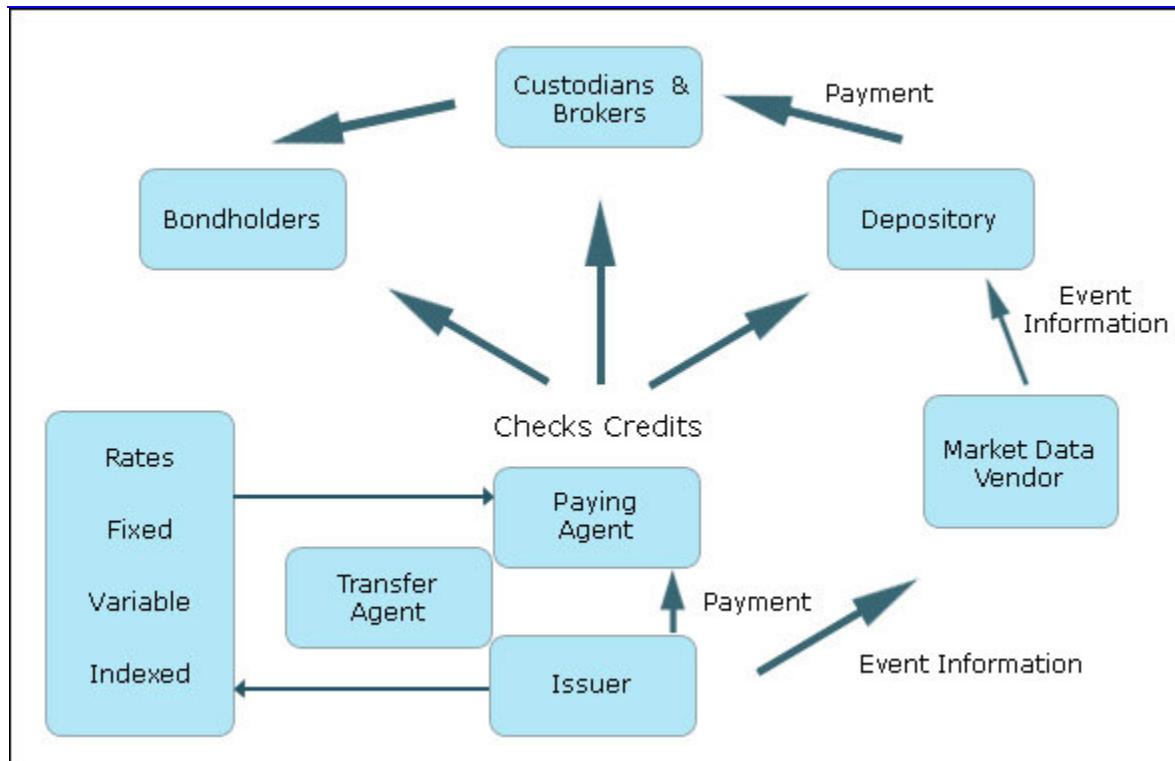 Custodians & 
Brokers
Payment
Bondholders
Depository
Event
Information
Checks Credits
Rates
Fixed
Variable
Indexed
Market Data
Vendor
Paying
Agent
Transfer
Agent
Payment
Issuer
Event Information